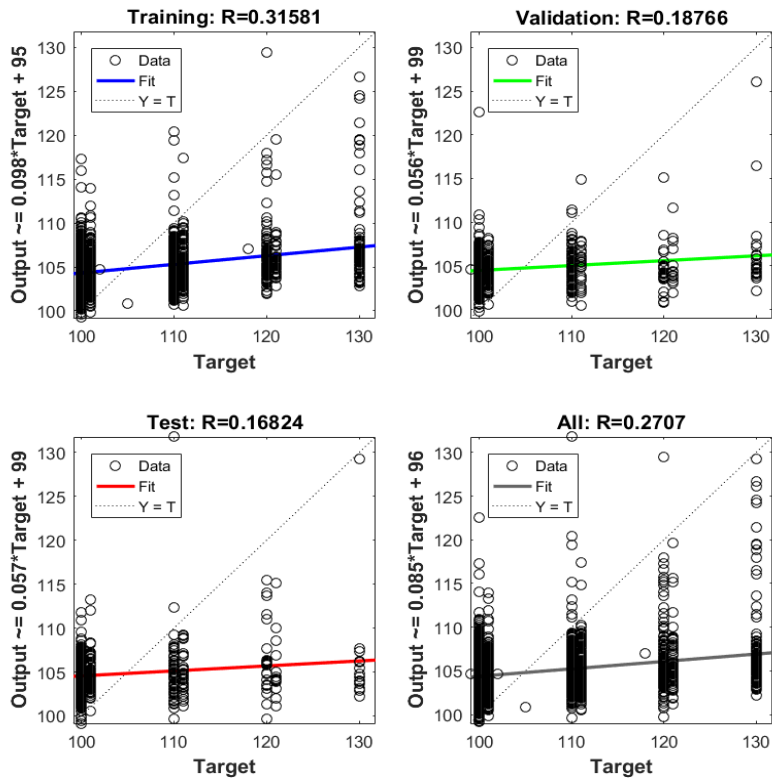 Training: R=0.31581
Output ~= 0.098*Target + 95
130
125
120
115
110
105
100
Data
Fit
Y = T
100
110
120
130
Target
Validation: R=0.18766
Output ~= 0.056*Target + 99
130
125
120
115
110
105
100
Data
Fit
Y = T
100
110
120
130
Target
Test: R=0.16824
Output ~= 0.057*Target + 99
130
125
120
115
110
105
100
Data
Fit
Y = T
100
110
120
130
Target
All: R=0.2707
Output ~= 0.085*Target + 96
130
125
120
115
110
105
100
Data
Fit
Y = T
100
110
120
130
Target